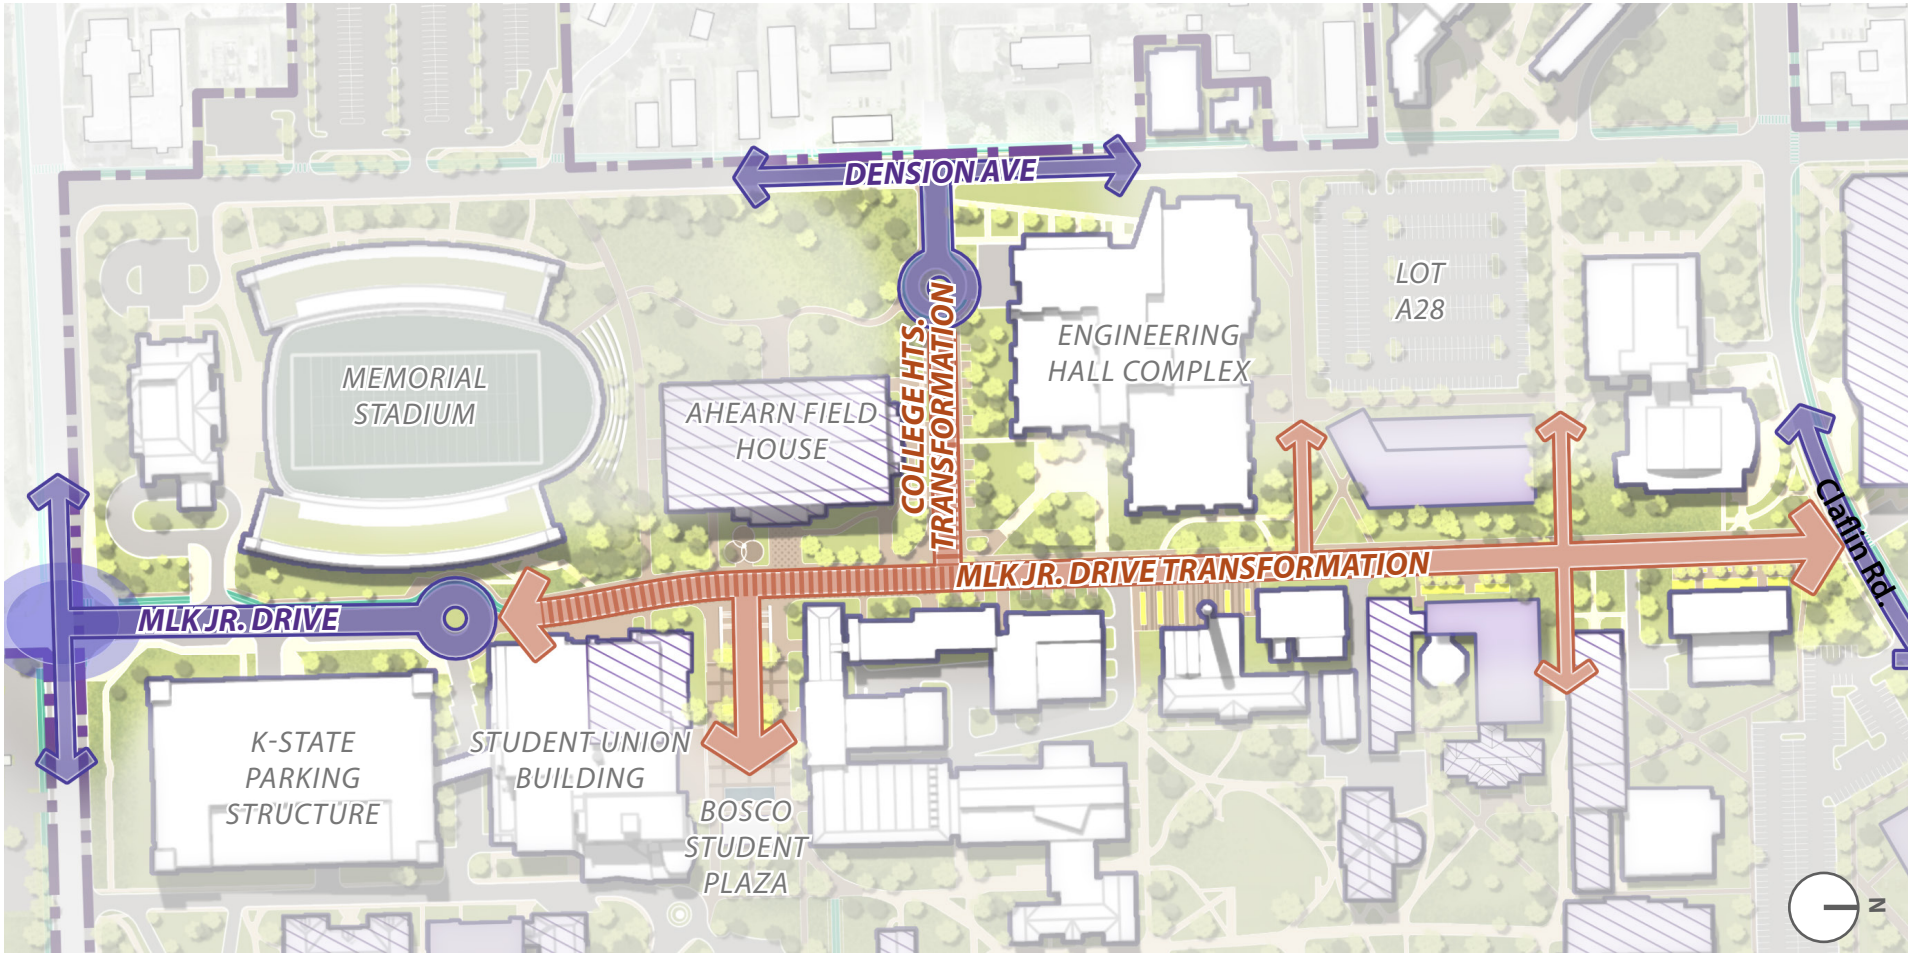 DENSION AVE
LOT
A28
ENGINEERING
HALL COMPLEX
MEMORIAL
STADIUM
AHEARN FIELD
HOUSE
COLLEGE HTS.
TRANSFORMATION
Claflin Rd.
MLK JR. DRIVE TRANSFORMATION
MLK JR. DRIVE
K-STATE
PARKING
STRUCTURE
STUDENT UNION
BUILDING
BOSCO
STUDENT
PLAZA
N